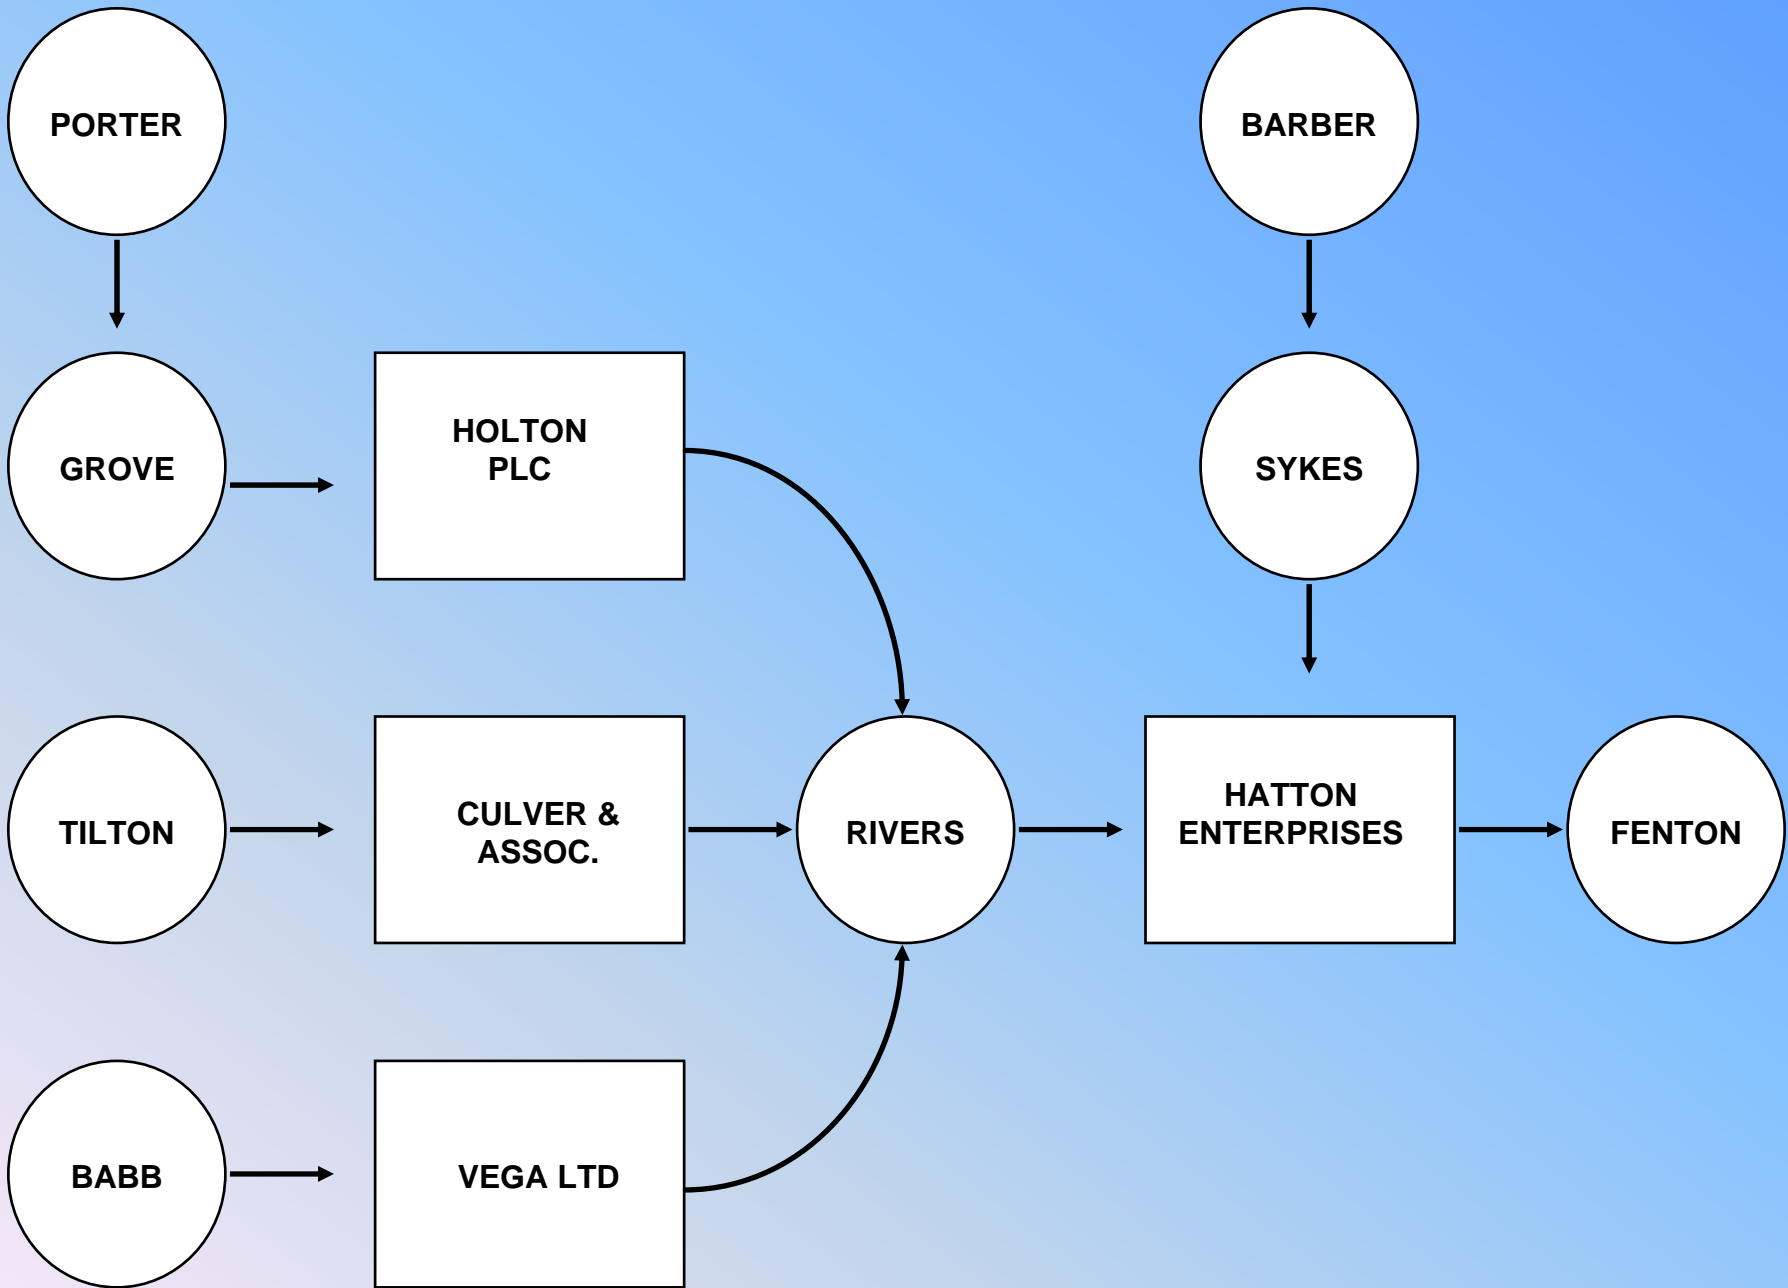 PORTER
BARBER
GROVE
HOLTON
PLC
SYKES
TILTON
CULVER &
ASSOC.
RIVERS
HATTON
ENTERPRISES
FENTON
BABB
VEGA LTD